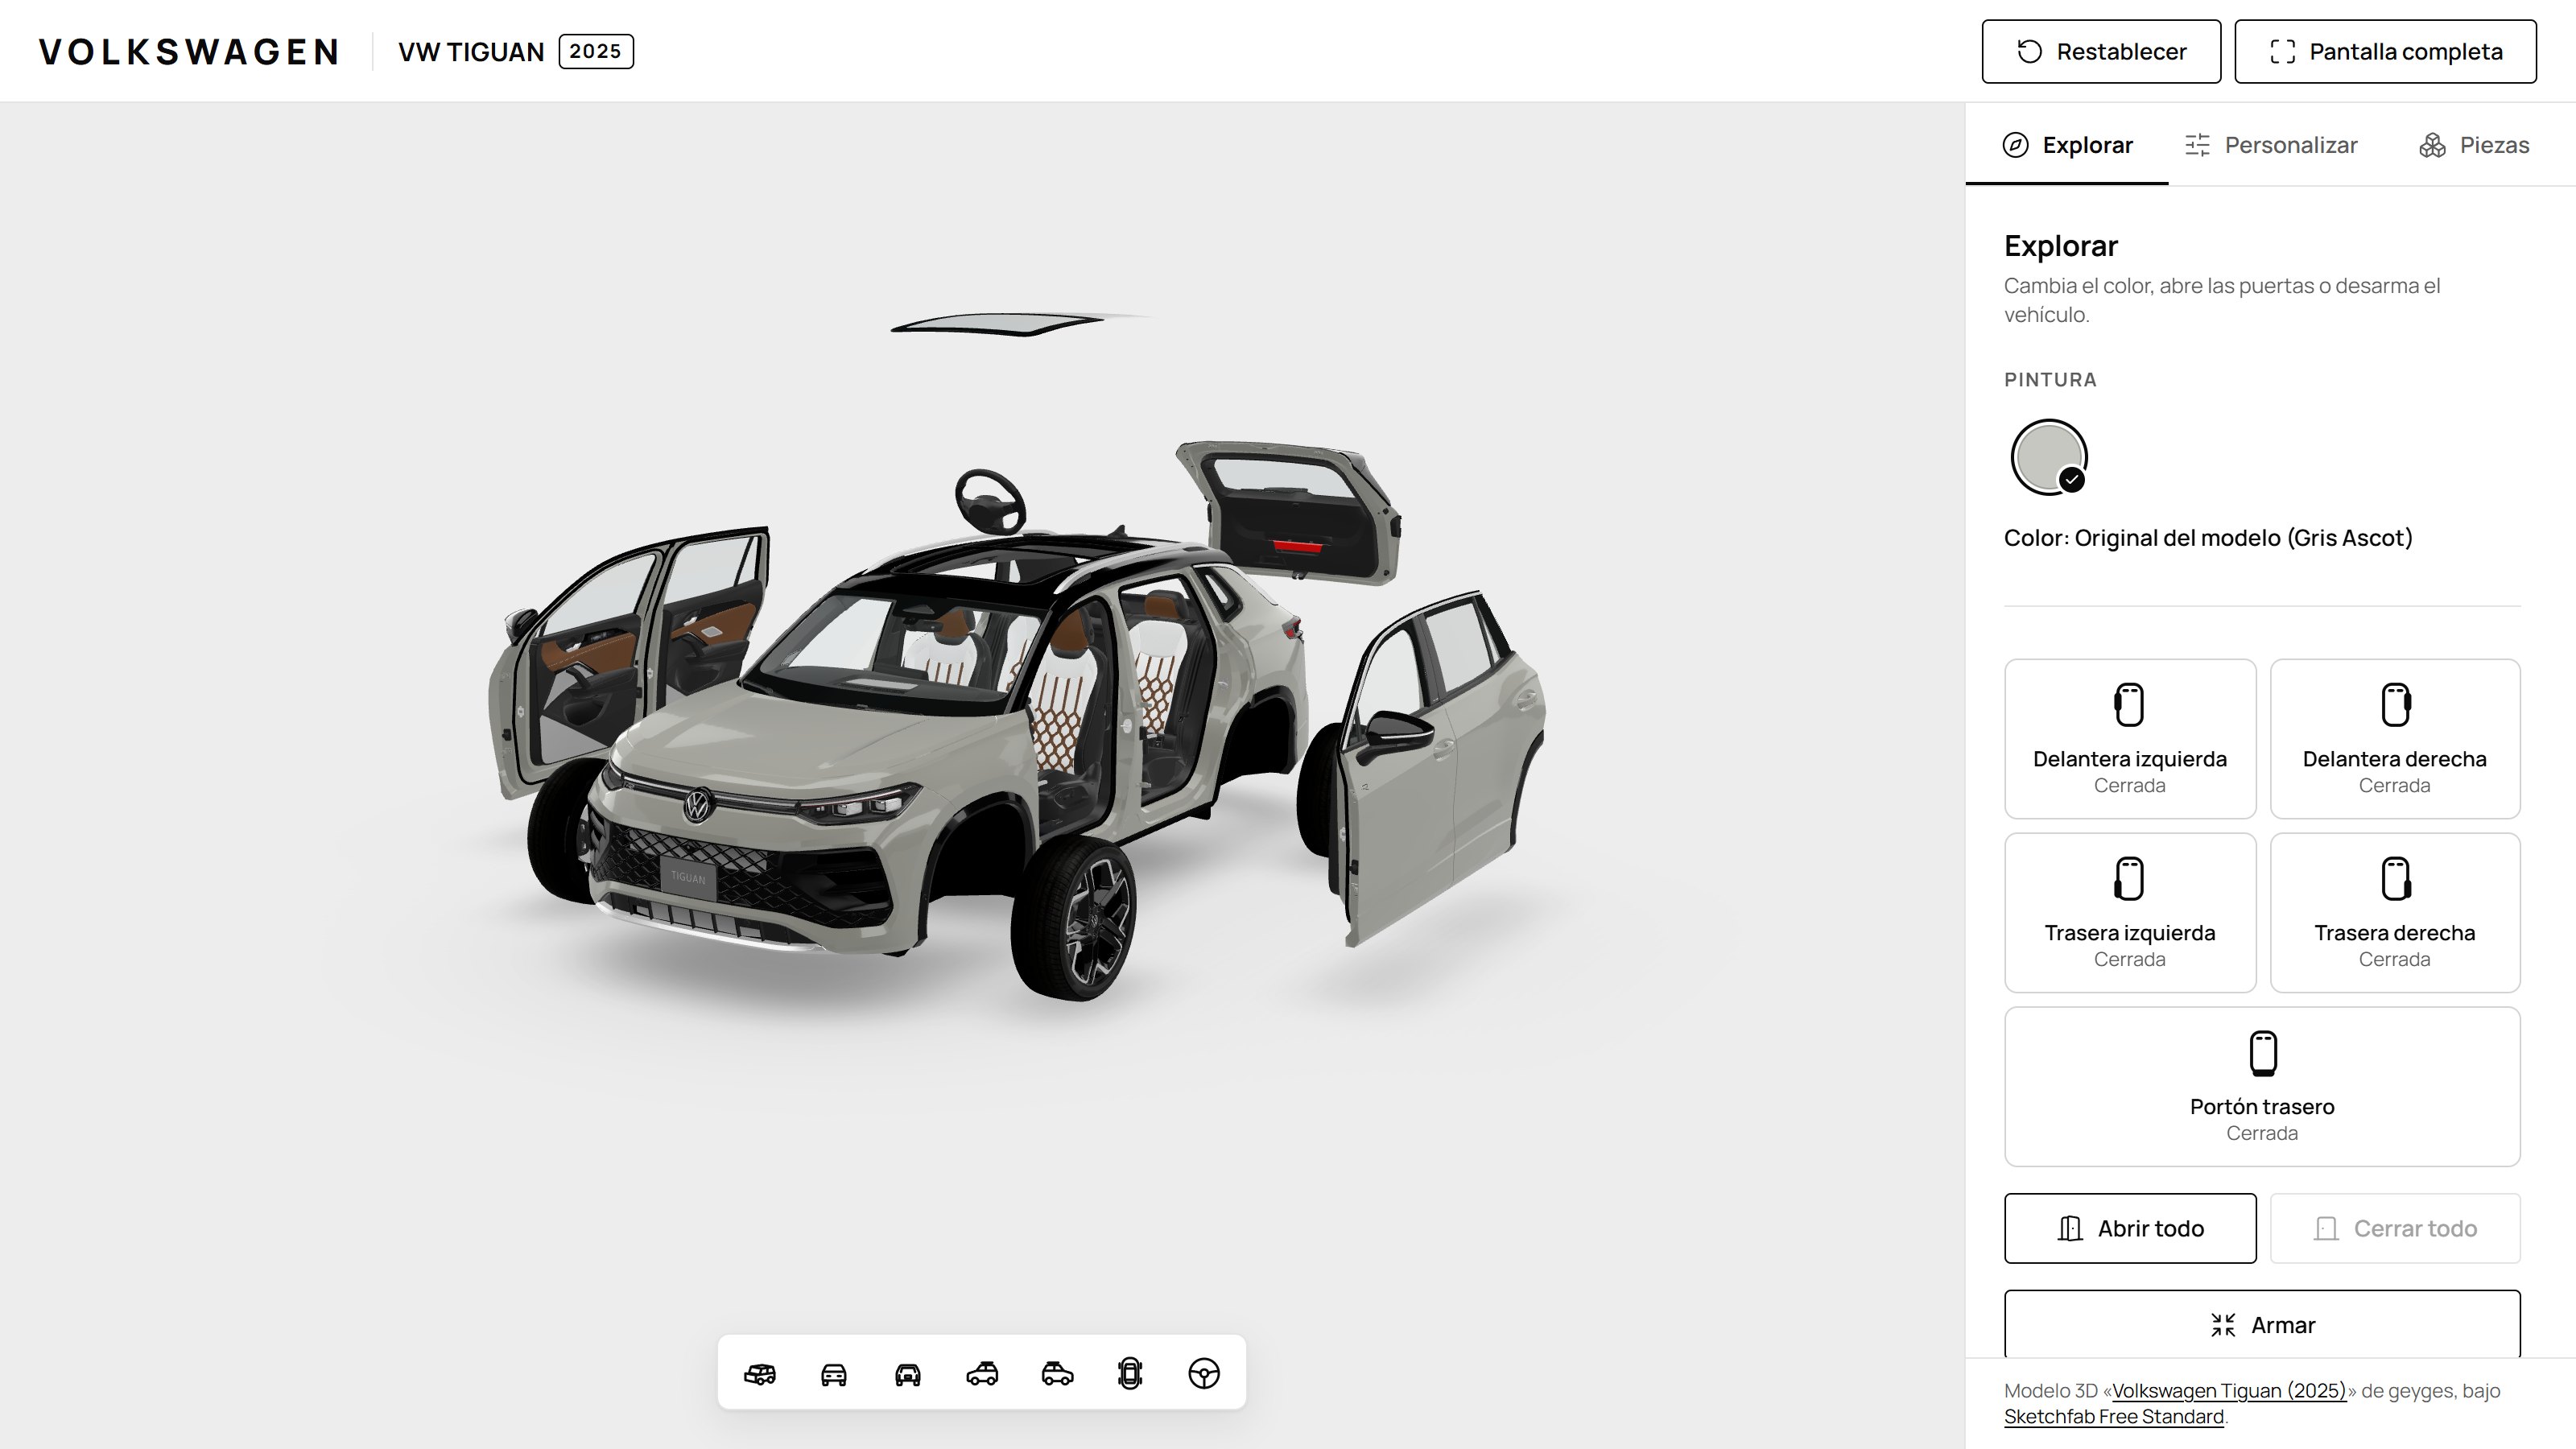 VOLKSWAGEN
VW TIGUAN
2025
Restablecer
Pantalla completa
Explorar
Personalizar
Piezas
Explorar
Cambia el color, abre las puertas o desarma el
vehículo.
PINTURA
Color: Original del modelo (Gris Ascot)
Delantera izquierda
Cerrada
Delantera derecha
Cerrada
Trasera izquierda
Cerrada
Trasera derecha
Cerrada
Portón trasero
Cerrada
Abrir todo
Cerrar todo
Armar
Modelo 3D «Volkswagen Tiguan (2025)» de geyges, bajo
Sketchfab Free Standard.
TIGUAN